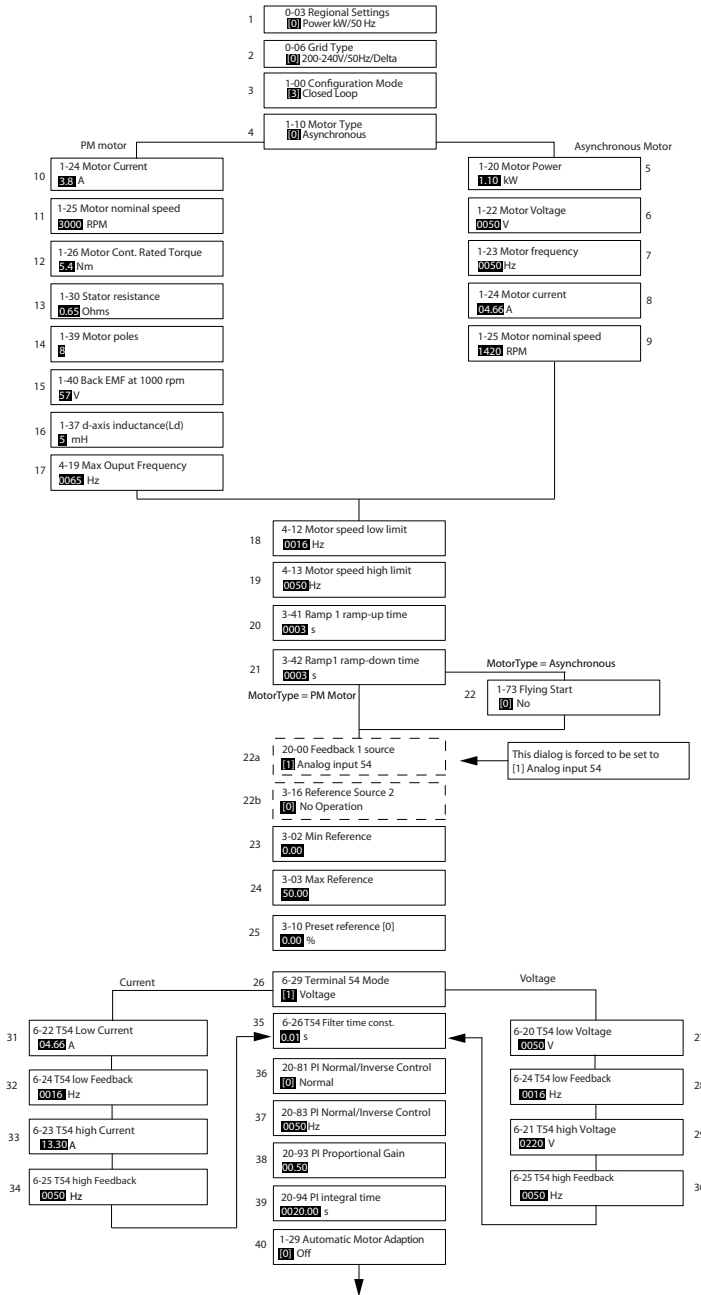 1
0-03 Regional Settings
[0] Power kW/50 Hz
2
0-06 Grid Type
[0] 200-240V/50Hz/Delta
3
1-00 Configuration Mode
[3] Closed Loop
4
1-10 Motor Type
[0] Asynchronous
PM motor
Asynchronous Motor
10
1-24 Motor Current
3.8 A
11
1-25 Motor nominal speed
3000 RPM
12
1-26 Motor Cont. Rated Torque
5.4 Nm
13
1-30 Stator resistance
0.65 Ohms
14
1-39 Motor poles
8
15
1-40 Back EMF at 1000 rpm
57 V
16
1-37 d-axis inductance(Ld)
5 mH
17
4-19 Max Ouput Frequency
0065 Hz
1-20 Motor Power
1.10 kW
5
1-22 Motor Voltage
0050 V
6
1-23 Motor frequency
0050 Hz
7
1-24 Motor current
04.66 A
8
1-25 Motor nominal speed
1420 RPM
9
18
4-12 Motor speed low limit
0016 Hz
19
4-13 Motor speed high limit
0050 Hz
20
3-41 Ramp 1 ramp-up time
0003 s
21
3-42 Ramp1 ramp-down time
0003 s
MotorType = Asynchronous
MotorType = PM Motor
22
1-73 Flying Start
[0] No
22a
20-00 Feedback 1 source
[1] Analog input 54
This dialog is forced to be set to
[1] Analog input 54
22b
3-16 Reference Source 2
[0] No Operation
23
3-02 Min Reference
0.00
24
3-03 Max Reference
50.00
25
3-10 Preset reference [0]
0.00 %
Current
26
6-29 Terminal 54 Mode
[1] Voltage
Voltage
31
6-22 T54 Low Current
04.66 A
32
6-24 T54 low Feedback
0016 Hz
33
6-23 T54 high Current
13.30 A
34
6-25 T54 high Feedback
0050 Hz
35
6-26 T54 Filter time const.
0.01 s
36
20-81 PI Normal/Inverse Control
[0] Normal
37
20-83 PI Normal/Inverse Control
0050 Hz
38
20-93 PI Proportional Gain
00.50
39
20-94 PI integral time
0020.00 s
40
1-29 Automatic Motor Adaption
[0] Off
6-20 T54 low Voltage
0050 V
6-24 T54 low Feedback
0016 Hz
6-21 T54 high Voltage
0220 V
6-25 T54 high Feedback
0050 Hz